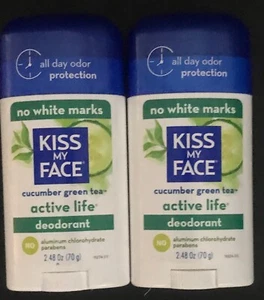 all day odor
protection
no white marks
KISS
MY
FACE®
cucumber green tea™
active life®
deodorant
NO
aluminum chlorohydrate
parabens
2.48 Oz (70 g)
all day odor
protection
no white marks
KISS
MY
FACE®
cucumber green tea™
active life®
deodorant
NO
aluminum chlorohydrate
parabens
2.48 Oz (70 g)